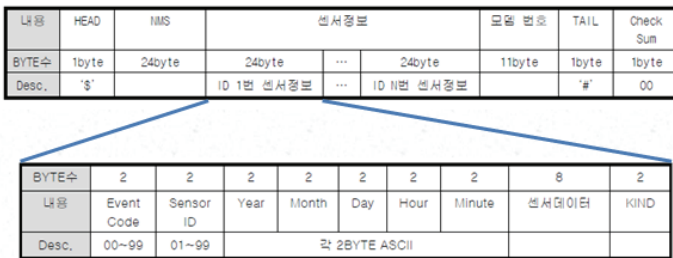 내용 HEAD NMS 센서정보 모뎀 번호 TAIL Check Sum
BYTE수 1byte 24byte 24byte ... 24byte 11byte 1byte 1byte
Desc. '$' ID 1번 센서정보 ... ID N번 센서정보 '#' 00
BYTE수 2 2 2 2 2 2 2 8 2
내용 Event Code Sensor ID Year Month Day Hour Minute 센서데이터 KIND
Desc. 00~99 01~99 각 2BYTE ASCII